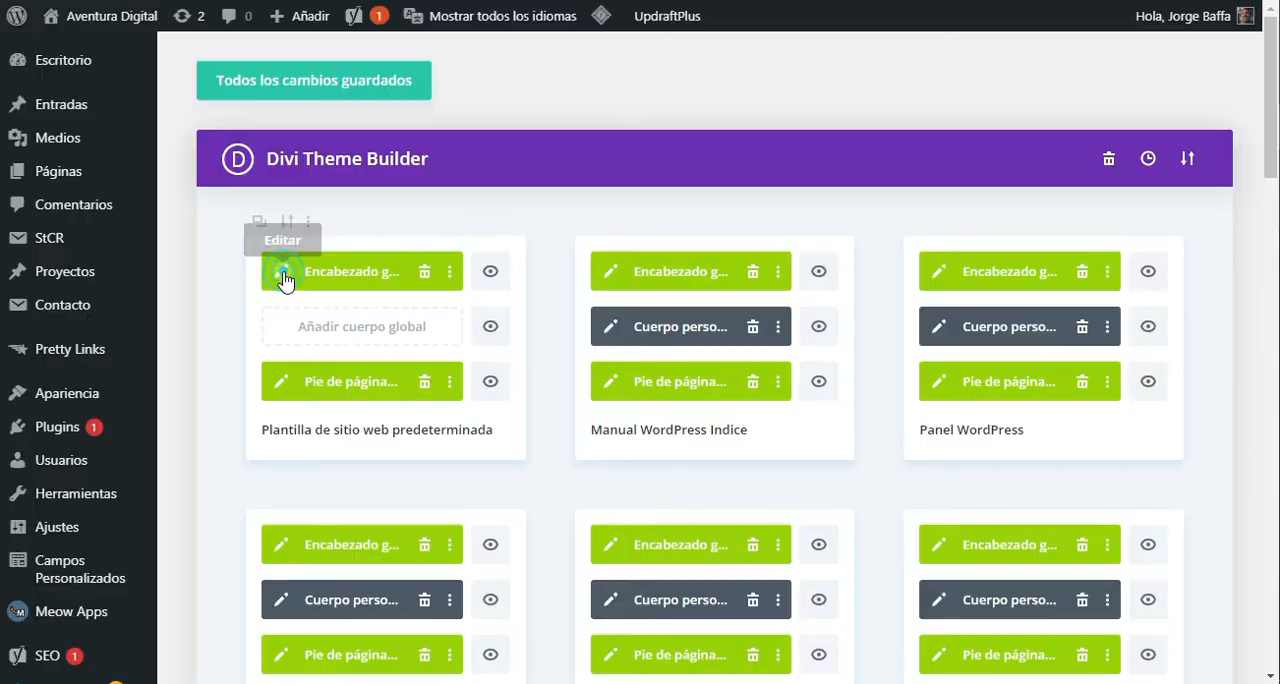 Aventura Digital 2 0 Añadir 1 Mostrar todos los idiomas UpdraftPlus Hola, Jorge Baffa
Escritorio
Entradas
Medios
Páginas
Comentarios
StCR
Proyectos
Contacto
Pretty Links
Apariencia
Plugins 1
Usuarios
Herramientas
Ajustes
Campos
Personalizados
Meow Apps
SEO 1
Todos los cambios guardados
D Divi Theme Builder
Editar
Encabezado g... Encabezado g... Encabezado g...
Añadir cuerpo global Cuerpo perso... Cuerpo perso...
Pie de página... Pie de página... Pie de página...
Plantilla de sitio web predeterminada Manual WordPress Indice Panel WordPress
Encabezado g... Encabezado g... Encabezado g...
Cuerpo perso... Cuerpo perso... Cuerpo perso...
Pie de página... Pie de página... Pie de página...